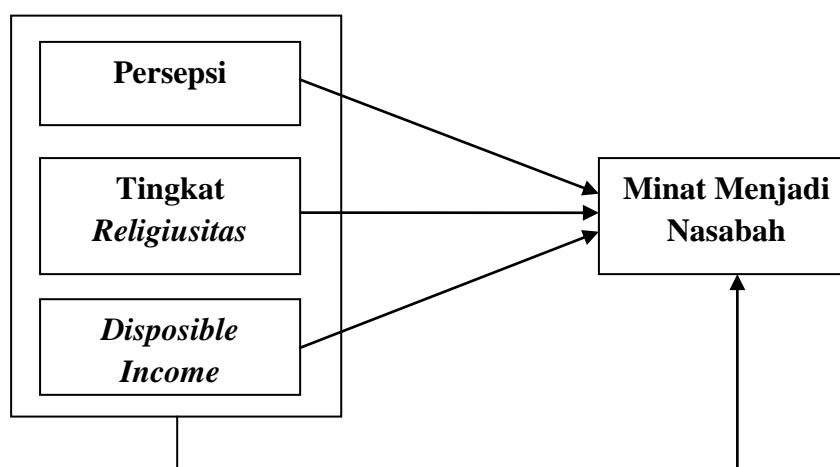 Persepsi
Tingkat
Religiusitas
Disposible
Income
Minat Menjadi
Nasabah